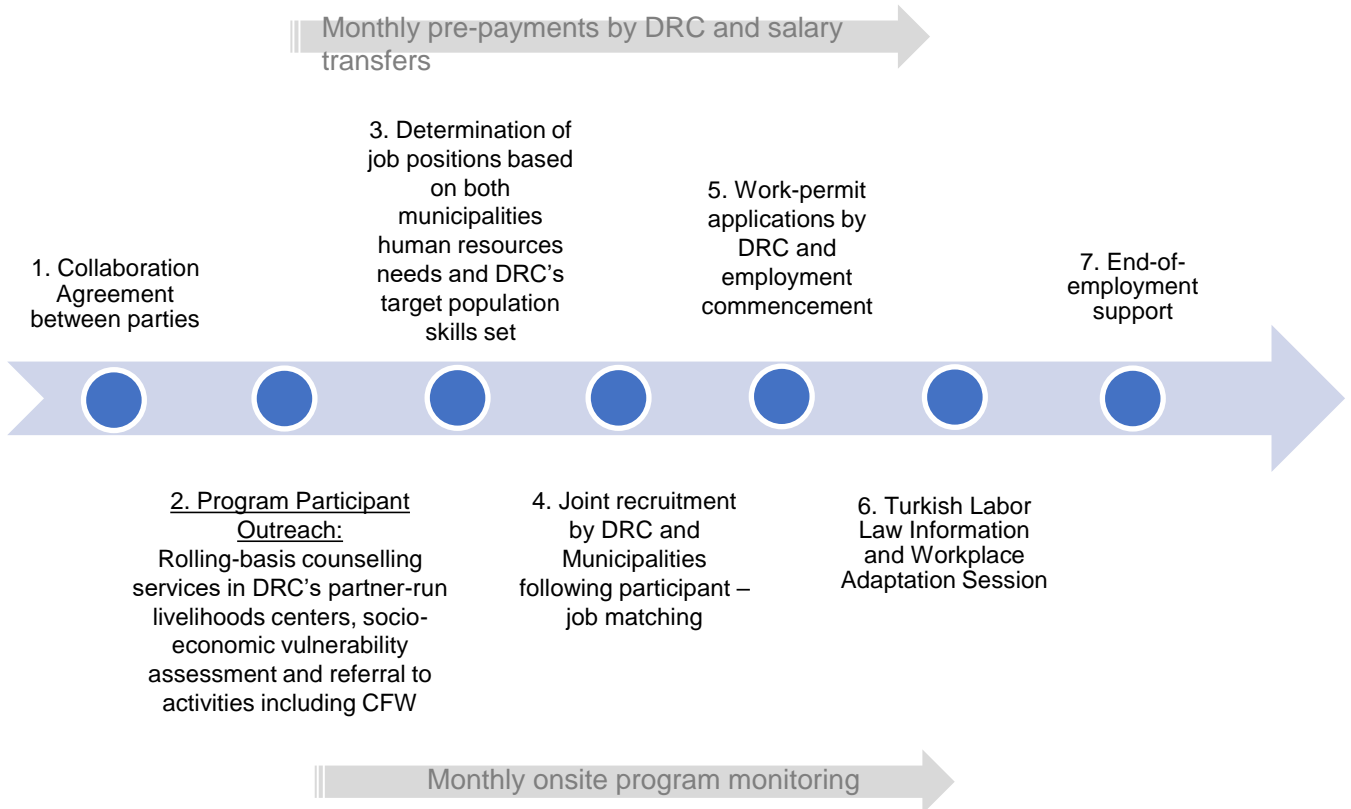 Monthly pre-payments by DRC and salary
transfers
3. Determination of
job positions based
on both
municipalities
human resources
needs and DRC’s
target population
skills set
5. Work-permit
applications by
DRC and
employment
commencement
1. Collaboration
Agreement
between parties
7. End-of-
employment
support
2. Program Participant
Outreach:
Rolling-basis counselling
services in DRC’s partner-run
livelihoods centers, socio-
economic vulnerability
assessment and referral to
activities including CFW
4. Joint recruitment
by DRC and
Municipalities
following participant –
job matching
6. Turkish Labor
Law Information
and Workplace
Adaptation Session
Monthly onsite program monitoring